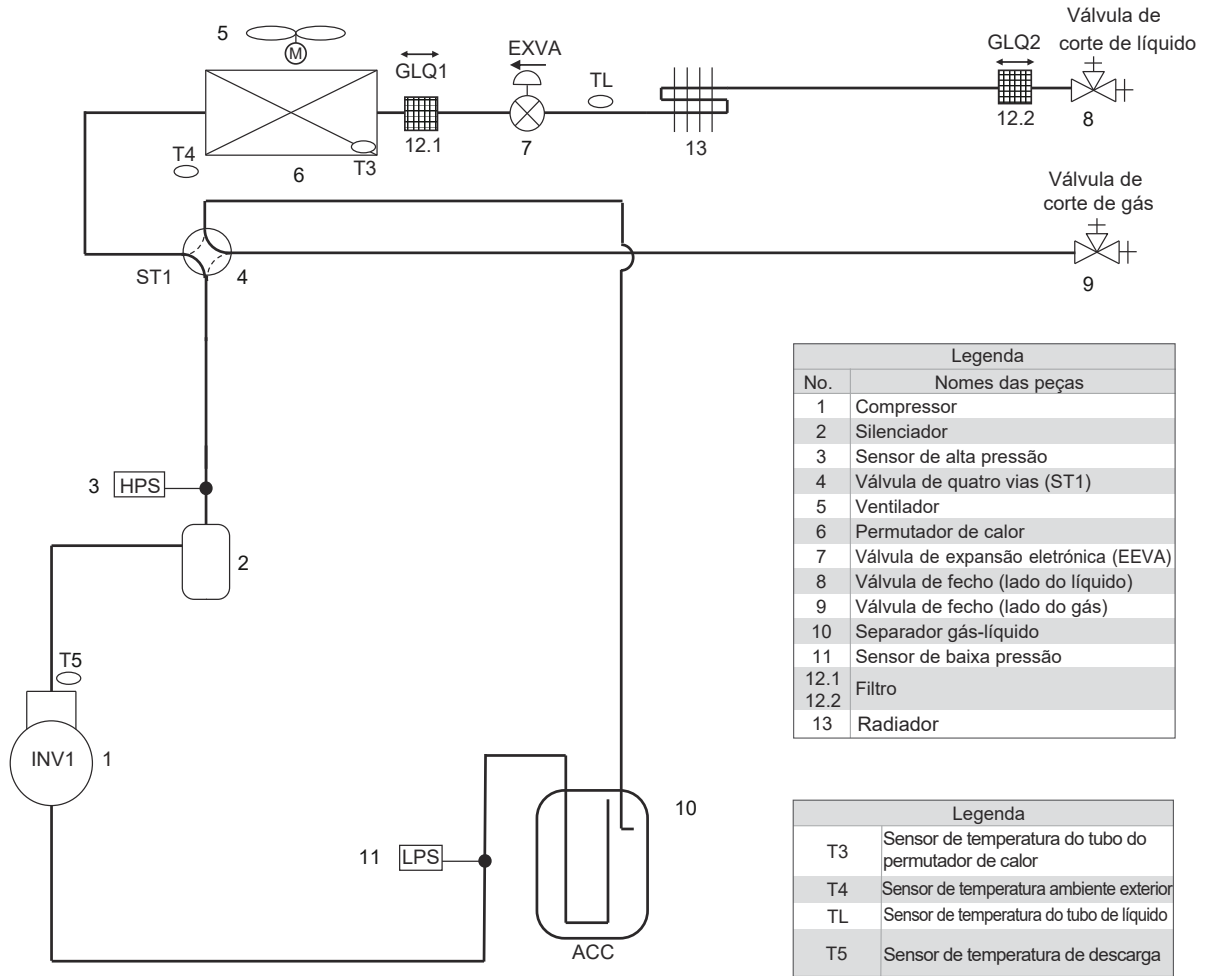 Válvula de
corte de líquido
5
M
GLQ1
EXVA
TL
GLQ2
12.1
7
13
12.2
8
T4
T3
6
Válvula de
corte de gás
ST1
4
9
3
HPS
2
T5
INV1
1
11
LPS
10
ACC
Legenda
No. Nomes das peças
1 Compressor
2 Silenciador
3 Sensor de alta pressão
4 Válvula de quatro vias (ST1)
5 Ventilador
6 Permutador de calor
7 Válvula de expansão eletrónica (EEVA)
8 Válvula de fecho (lado do líquido)
9 Válvula de fecho (lado do gás)
10 Separador gás-líquido
11 Sensor de baixa pressão
12.1
12.2 Filtro
13 Radiador
Legenda
T3 Sensor de temperatura do tubo do
permutador de calor
T4 Sensor de temperatura ambiente exterior
TL Sensor de temperatura do tubo de líquido
T5 Sensor de temperatura de descarga